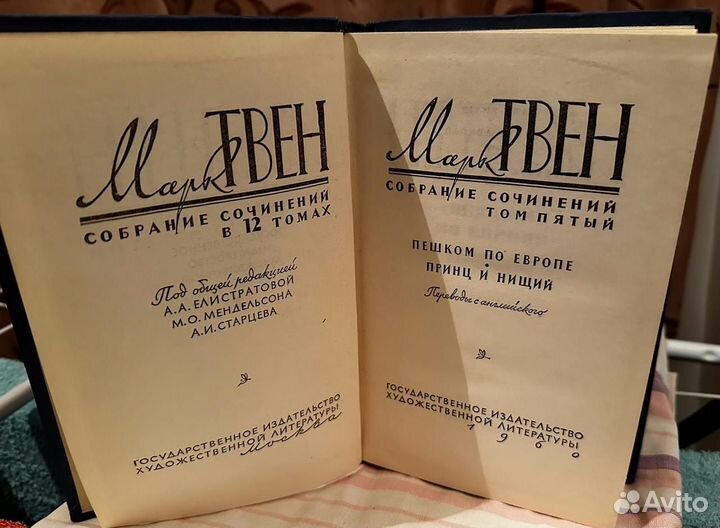 Марк ТВЕН
СОБРАНИЕ СОЧИНЕНИЙ
В 12 ТОМАХ
Под общей редакцией
А.А. ЕЛИСТРАТОВОЙ
М.О. МЕНДЕЛЬСОНА
А.И. СТАРЦЕВА
ГОСУДАРСТВЕННОЕ ИЗДАТЕЛЬСТВО
ХУДОЖЕСТВЕННОЙ ЛИТЕРАТУРЫ
Москва
Марк ТВЕН
СОБРАНИЕ СОЧИНЕНИЙ
ТОМ ПЯТЫЙ
ПЕШКОМ ПО ЕВРОПЕ
•
ПРИНЦ И НИЩИЙ
Переводы с английского
ГОСУДАРСТВЕННОЕ ИЗДАТЕЛЬСТВО
ХУДОЖЕСТВЕННОЙ ЛИТЕРАТУРЫ
1960
Avito